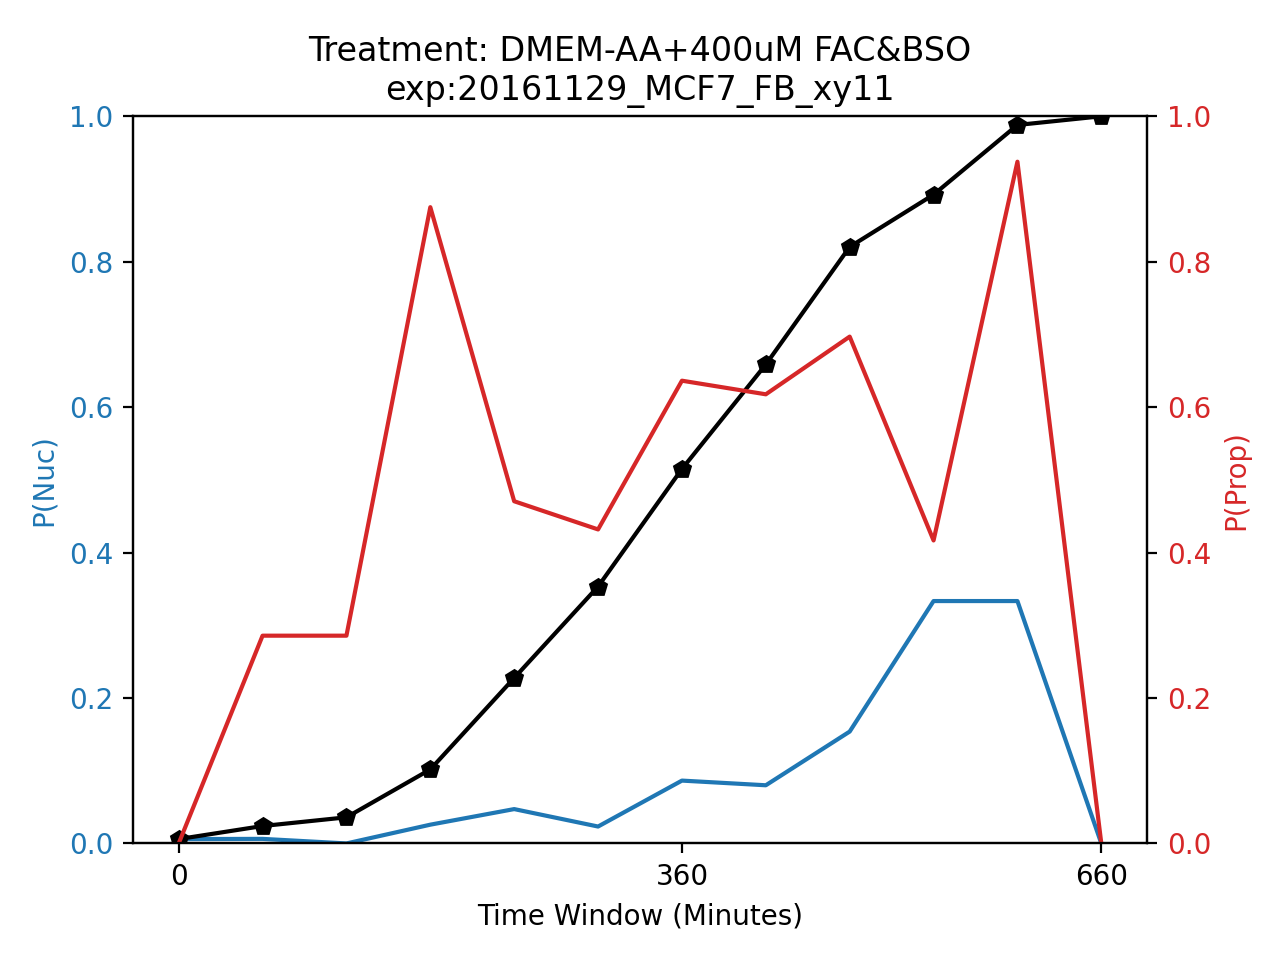 Treatment: DMEM-AA+400uM FAC&BSO
exp:20161129_MCF7_FB_xy11
1.0
0.8
0.6
0.4
0.2
0.0
P(Nuc)
1.0
0.8
0.6
0.4
0.2
0.0
P(Prop)
0 360 660
Time Window (Minutes)